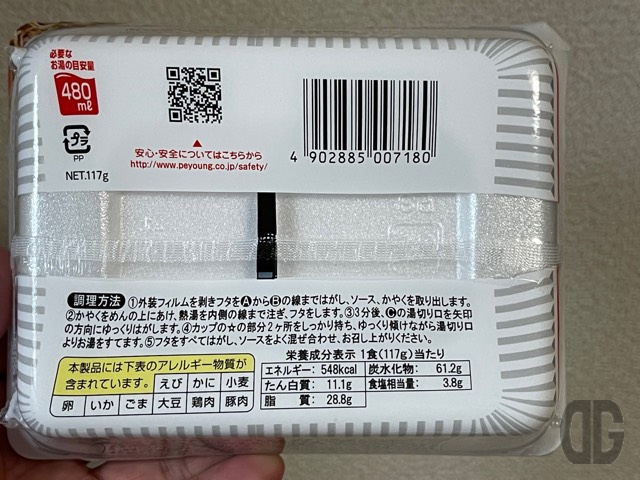 必要な
お湯の目安量
480
mℓ
プラ
PP
NET.117g
▲
安心・安全についてはこちらから
http://www.peyoung.co.jp/safety/
4 902885 007180
調理方法 ①外装フィルムを剥きフタをⒶからⒷの線まではがし、ソース、かやくを取り出します。
②かやくをめんの上にあけ、熱湯を内側の線まで注ぎ、フタをします。③3分後、Ⓒの湯切り口を矢印
の方向にゆっくりはがします。④カップの☆の部分2ヶ所をしっかり持ち、ゆっくり傾けながら湯切り口
よりお湯をすてます。⑤フタをすべてはがし、ソースをよく混ぜ合わせ、お召し上がりください。
本製品には下表のアレルギー物質が
含まれています。 えび かに 小麦
卵 いか ごま 大豆 鶏肉 豚肉
栄養成分表示 1食(117g)当たり
エネルギー: 548kcal 炭水化物: 61.2g
たん白質: 11.1g 食塩相当量: 3.8g
脂 質: 28.8g
DG